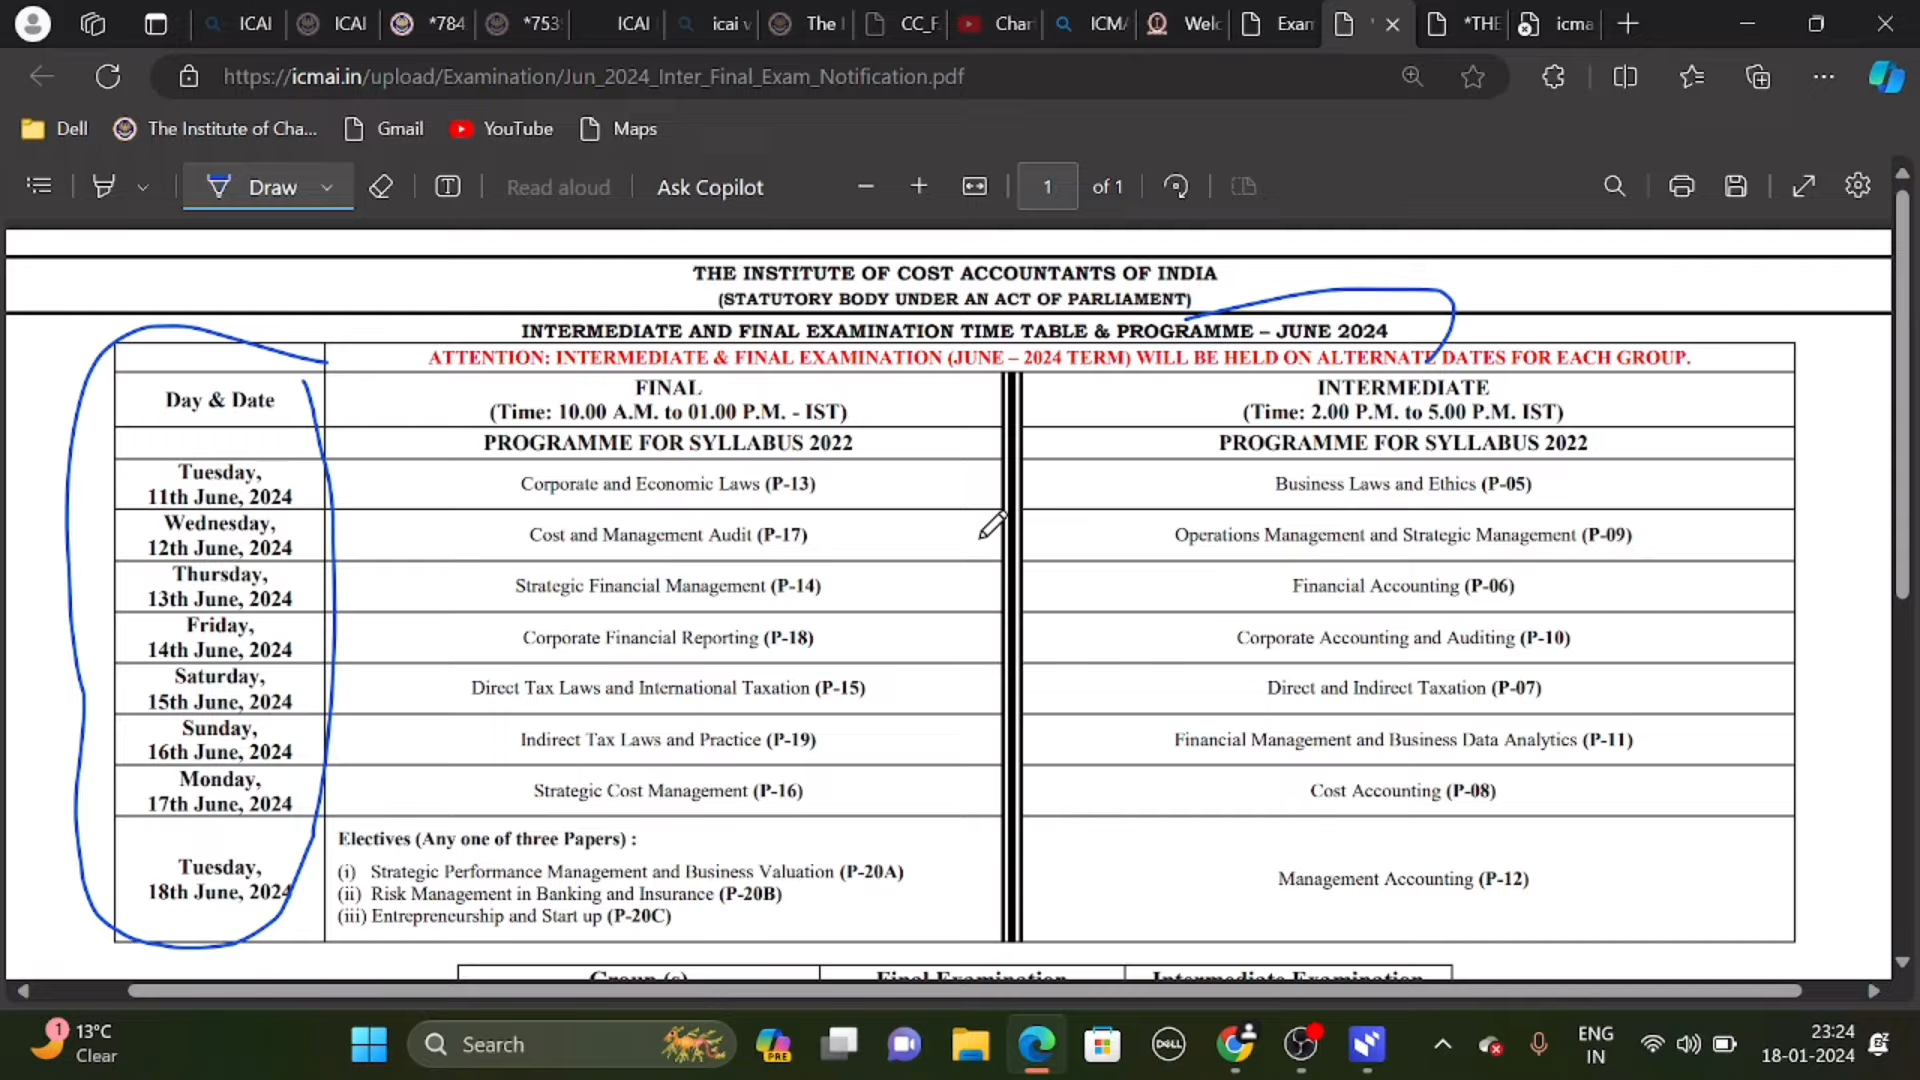 ICAI
ICAI
*784
*753
ICAI
icai v
The I
CC_F
Char
ICM
Welc
Exam
*THE
icma
https://icmai.in/upload/Examination/Jun_2024_Inter_Final_Exam_Notification.pdf
Dell
The Institute of Cha...
Gmail
YouTube
Maps
Draw
Read aloud
Ask Copilot
1
of 1
THE INSTITUTE OF COST ACCOUNTANTS OF INDIA
(STATUTORY BODY UNDER AN ACT OF PARLIAMENT)
INTERMEDIATE AND FINAL EXAMINATION TIME TABLE & PROGRAMME – JUNE 2024
ATTENTION: INTERMEDIATE & FINAL EXAMINATION (JUNE – 2024 TERM) WILL BE HELD ON ALTERNATE DATES FOR EACH GROUP.
Day & Date
FINAL
(Time: 10.00 A.M. to 01.00 P.M. - IST)
INTERMEDIATE
(Time: 2.00 P.M. to 5.00 P.M. IST)
PROGRAMME FOR SYLLABUS 2022
PROGRAMME FOR SYLLABUS 2022
Tuesday,
11th June, 2024
Corporate and Economic Laws (P-13)
Business Laws and Ethics (P-05)
Wednesday,
12th June, 2024
Cost and Management Audit (P-17)
Operations Management and Strategic Management (P-09)
Thursday,
13th June, 2024
Strategic Financial Management (P-14)
Financial Accounting (P-06)
Friday,
14th June, 2024
Corporate Financial Reporting (P-18)
Corporate Accounting and Auditing (P-10)
Saturday,
15th June, 2024
Direct Tax Laws and International Taxation (P-15)
Direct and Indirect Taxation (P-07)
Sunday,
16th June, 2024
Indirect Tax Laws and Practice (P-19)
Financial Management and Business Data Analytics (P-11)
Monday,
17th June, 2024
Strategic Cost Management (P-16)
Cost Accounting (P-08)
Tuesday,
18th June, 2024
Electives (Any one of three Papers) :
(i) Strategic Performance Management and Business Valuation (P-20A)
(ii) Risk Management in Banking and Insurance (P-20B)
(iii) Entrepreneurship and Start up (P-20C)
Management Accounting (P-12)
Group (s)
Final Examination
Intermediate Examination
1
13°C
Clear
Search
PRE
DELL
ENG
IN
23:24
18-01-2024